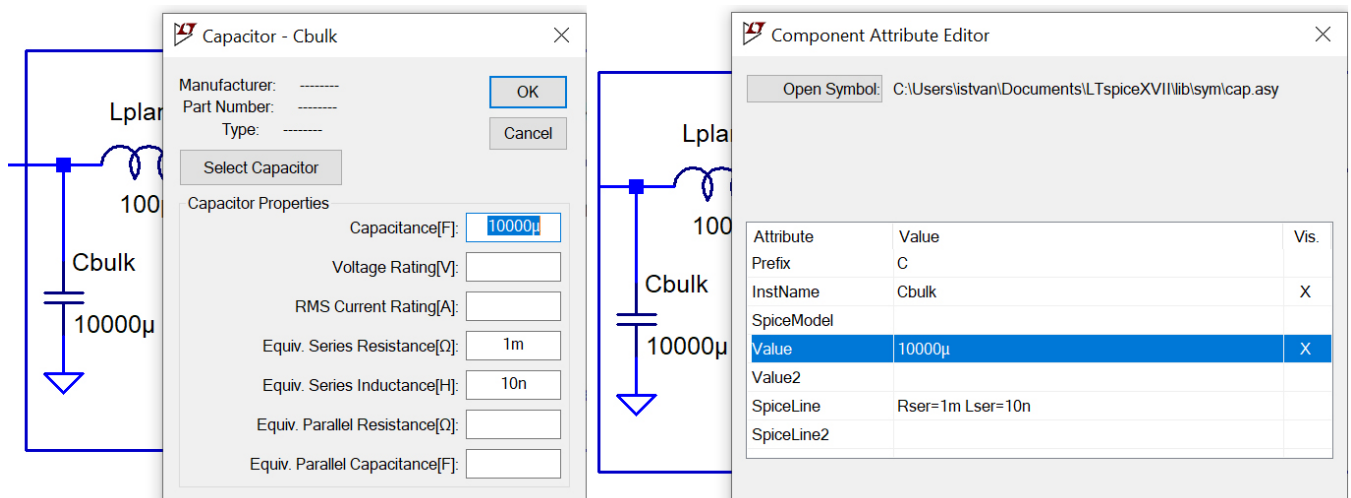 Capacitor - Cbulk
Manufacturer: --------
Part Number: --------
Type: --------
OK
Cancel
Select Capacitor
Capacitor Properties
Capacitance[F]: 10000µ
Voltage Rating[V]:
RMS Current Rating[A]:
Equiv. Series Resistance[Ω]: 1m
Equiv. Series Inductance[H]: 10n
Equiv. Parallel Resistance[Ω]:
Equiv. Parallel Capacitance[F]:
Lplan
100p
Cbulk
10000µ
Component Attribute Editor
Open Symbol: C:\Users\istvan\Documents\LTspiceXVII\lib\sym\cap.asy
Attribute Value Vis.
Prefix C
InstName Cbulk X
SpiceModel
Value 10000µ X
Value2
SpiceLine Rser=1m Lser=10n
SpiceLine2
Lpla
100
Cbulk
10000µ